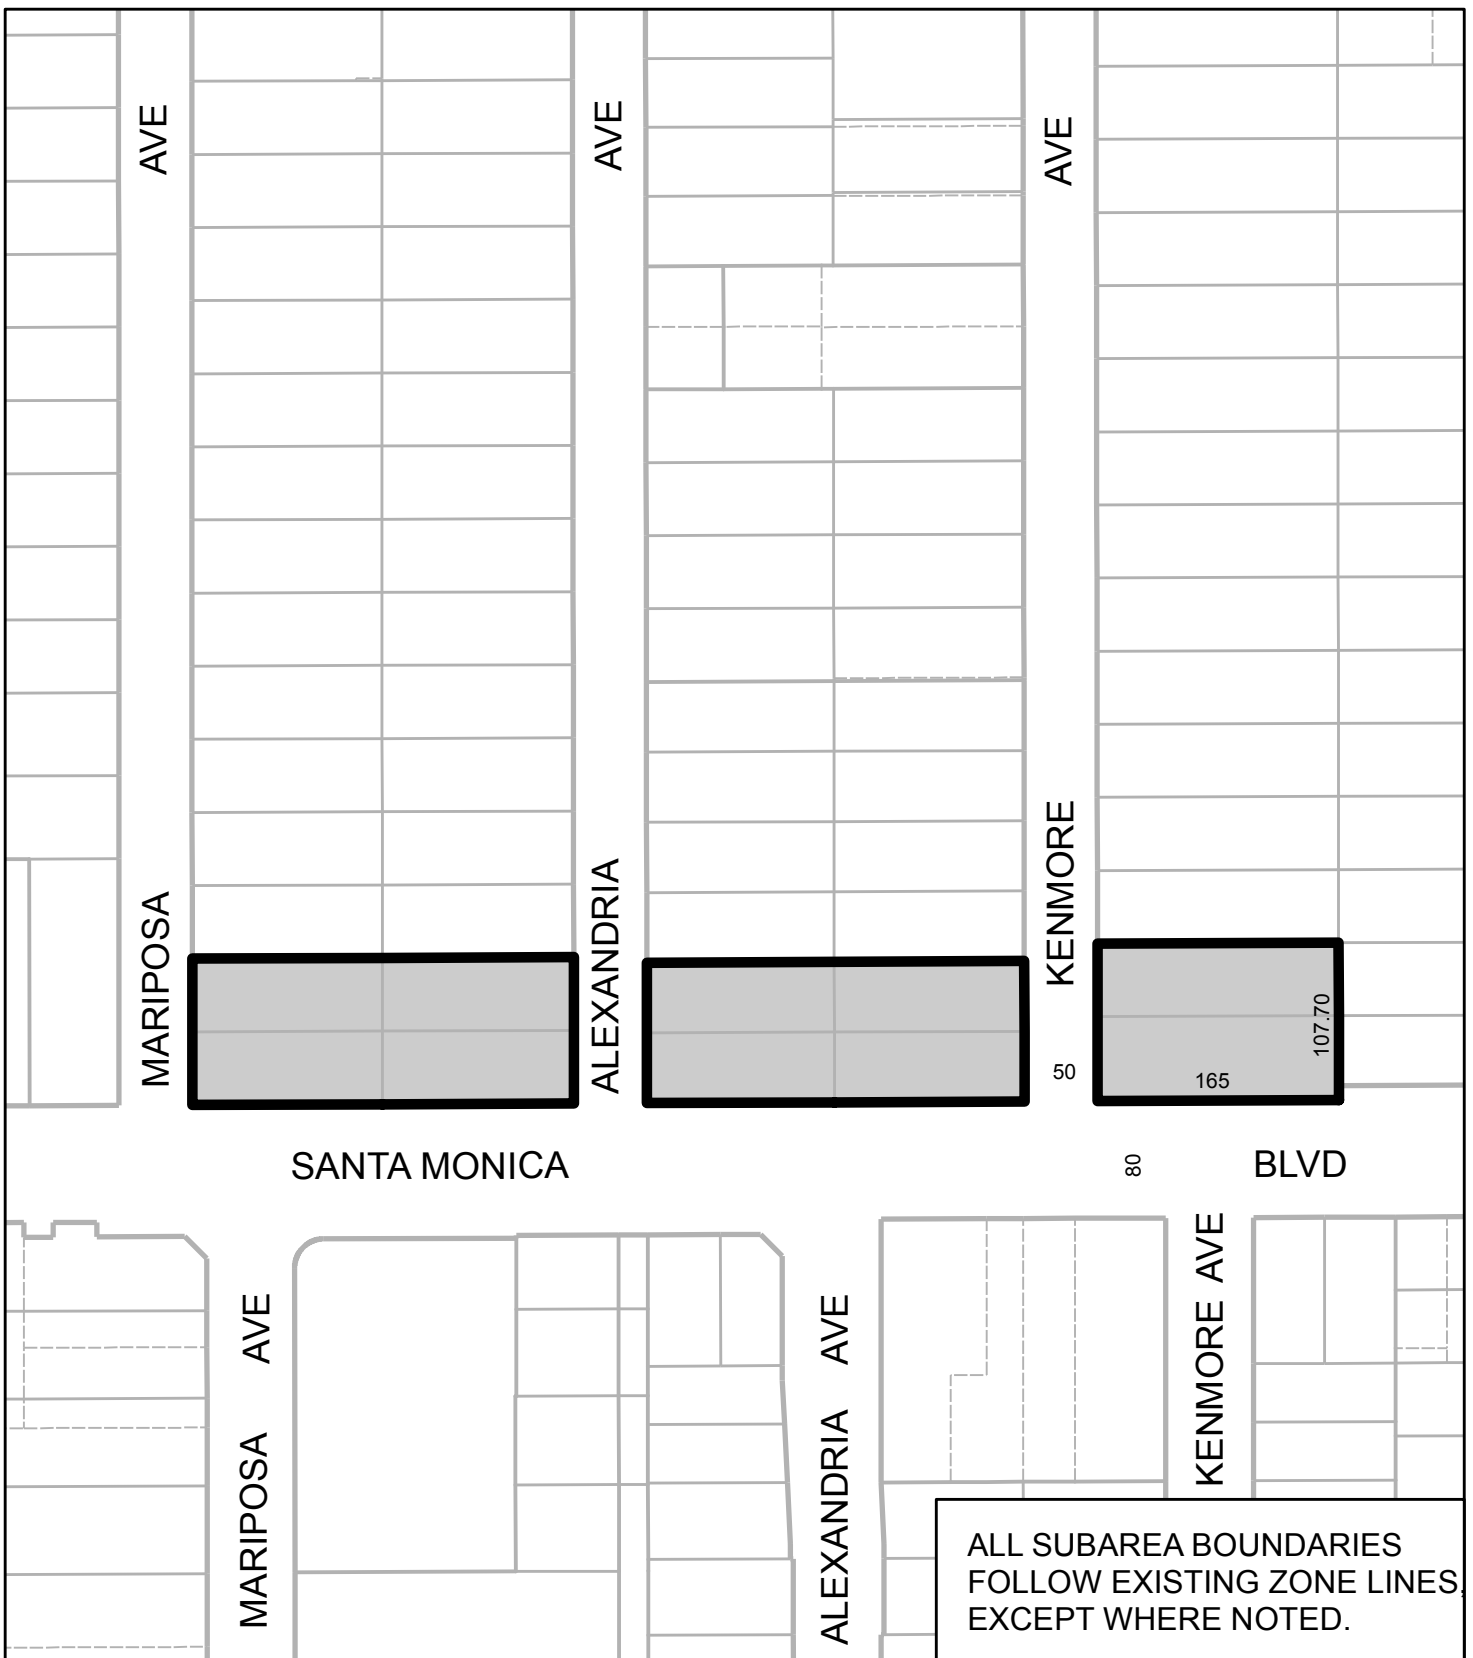 AVE
AVE
AVE
MARIPOSA
ALEXANDRIA
KENMORE
50
165
107.70
SANTA MONICA
80
BLVD
MARIPOSA AVE
ALEXANDRIA AVE
KENMORE AVE
ALL SUBAREA BOUNDARIES
FOLLOW EXISTING ZONE LINES,
EXCEPT WHERE NOTED.